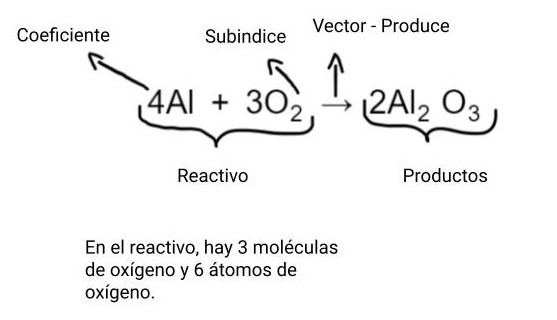 Vector - Produce
Coeficiente
Subindice
4Al + 3O₂ → 2Al₂ O₃
Reactivo
Productos
En el reactivo, hay 3 moléculas
de oxígeno y 6 átomos de
oxígeno.